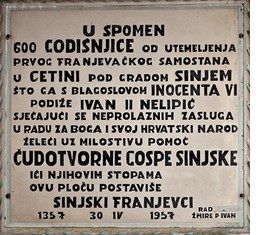 U SPOMEN
600 GODIŠNJICE OD UTEMELJENJA
PRVOG FRANJEVAČKOG SAMOSTANA
U CETINI POD GRADOM SINJEM
ŠTO GA S BLAGOSLOVOM INOCENTA VI
PODIŽE IVAN II NELIPIĆ
SJEĆAJUĆI SE NEPROLAZNIH ZASLUGA
U RADU ZA BOGA I SVOJ HRVATSKI NAROD
ŽELEĆI UZ MILOSTIVU POMOĆ
ČUDOTVORNE GOSPE SINJSKE
IĆI NJIHOVIM STOPAMA
OVU PLOČU POSTAVIŠE
SINJSKI FRANJEVCI
1357 30 IV 1957 RAD
ŽMIRE P IVAN